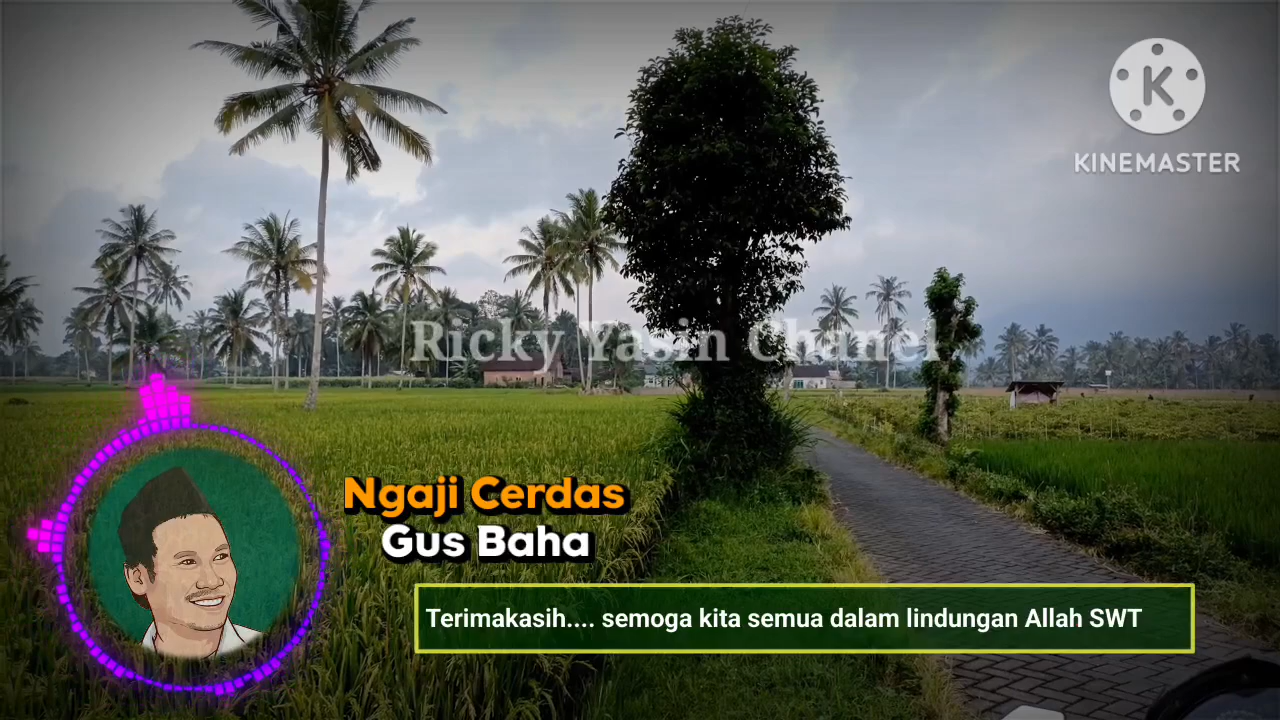 KINEMASTER
Ricky Yasin Chanel
Ngaji Cerdas
Gus Baha
Terimakasih.... semoga kita semua dalam lindungan Allah SWT